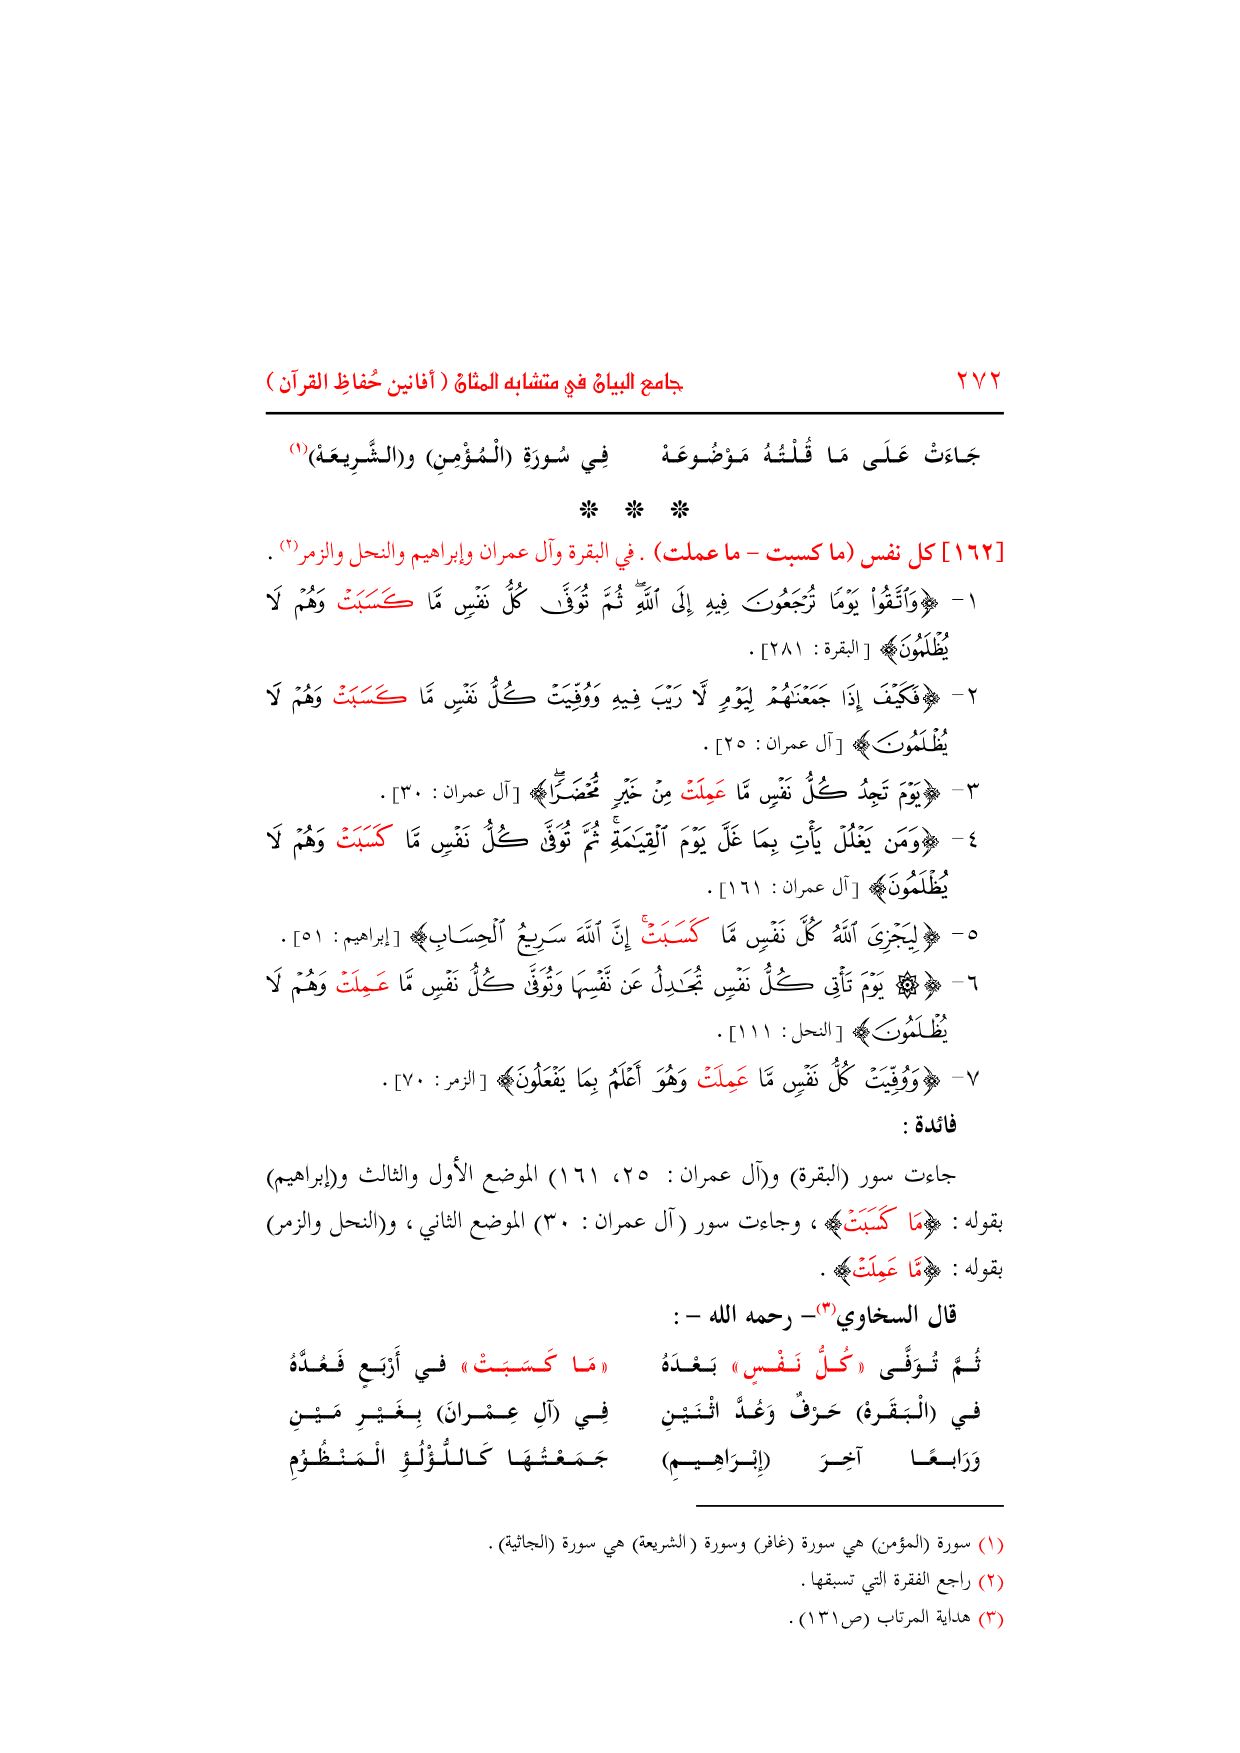 ٢٧٢ جامع البيان في متشابه المثان ( أفانين حُفاظِ القرآن )
جَاءَتْ عَلَى مَا قُلْتُهُ مَوْضُوعَهْ فِي سُورَةِ (الْمُؤْمِنِ) و(الشَّرِيعَهْ)(١)
❊ ❊ ❊
[١٦٢] كل نفس (ما كسبت – ما عملت) . في البقرة وآل عمران وإبراهيم والنحل والزمر(٢) .
١- ﴿وَٱتَّقُوا۟ يَوْمًا تُرْجَعُونَ فِيهِ إِلَى ٱللَّهِۖ ثُمَّ تُوَفَّىٰ كُلُّ نَفْسٍ مَّا كَسَبَتْ وَهُمْ لَا
يُظْلَمُونَ﴾ [البقرة : ٢٨١] .
٢- ﴿فَكَيْفَ إِذَا جَمَعْنَٰهُمْ لِيَوْمٍ لَّا رَيْبَ فِيهِ وَوُفِّيَتْ كُلُّ نَفْسٍ مَّا كَسَبَتْ وَهُمْ لَا
يُظْلَمُونَ﴾ [آل عمران : ٢٥] .
٣- ﴿يَوْمَ تَجِدُ كُلُّ نَفْسٍ مَّا عَمِلَتْ مِنْ خَيْرٍ مُّحْضَرًاۖ﴾ [آل عمران : ٣٠] .
٤- ﴿وَمَن يَغْلُلْ يَأْتِ بِمَا غَلَّ يَوْمَ ٱلْقِيَٰمَةِۚ ثُمَّ تُوَفَّىٰ كُلُّ نَفْسٍ مَّا كَسَبَتْ وَهُمْ لَا
يُظْلَمُونَ﴾ [آل عمران : ١٦١] .
٥- ﴿لِيَجْزِىَ ٱللَّهُ كُلَّ نَفْسٍ مَّا كَسَبَتْۚ إِنَّ ٱللَّهَ سَرِيعُ ٱلْحِسَابِ﴾ [إبراهيم : ٥١] .
٦- ﴿۞ يَوْمَ تَأْتِى كُلُّ نَفْسٍ تُجَٰدِلُ عَن نَّفْسِهَا وَتُوَفَّىٰ كُلُّ نَفْسٍ مَّا عَمِلَتْ وَهُمْ لَا
يُظْلَمُونَ﴾ [النحل : ١١١] .
٧- ﴿وَوُفِّيَتْ كُلُّ نَفْسٍ مَّا عَمِلَتْ وَهُوَ أَعْلَمُ بِمَا يَفْعَلُونَ﴾ [الزمر : ٧٠] .
فائدة :
جاءت سور (البقرة) و(آل عمران : ٢٥، ١٦١) الموضع الأول والثالث و(إبراهيم)
بقوله : ﴿مَا كَسَبَتْ﴾ ، وجاءت سور (آل عمران : ٣٠) الموضع الثاني ، و(النحل والزمر)
بقوله : ﴿مَّا عَمِلَتْ﴾ .
قال السخاوي(٣)– رحمه الله – :
ثُمَّ تُوَفَّى «كُلُّ نَفْسٍ» بَعْدَهُ «مَا كَسَبَتْ» في أَرْبَعٍ فَعُدَّهُ
في (الْبَقَرهْ) حَرْفٌ وَعُدَّ اثْنَيْنِ فِي (آلِ عِمْرانَ) بِغَيْرِ مَيْنِ
وَرَابعًا آخِرَ (إِبْرَاهِيمِ) جَمَعْتُهَا كَاللُّؤْلُؤِ الْمَنْظُومِ
(١) سورة (المؤمن) هي سورة (غافر) وسورة (الشريعة) هي سورة (الجاثية) .
(٢) راجع الفقرة التي تسبقها .
(٣) هداية المرتاب (ص١٣١) .